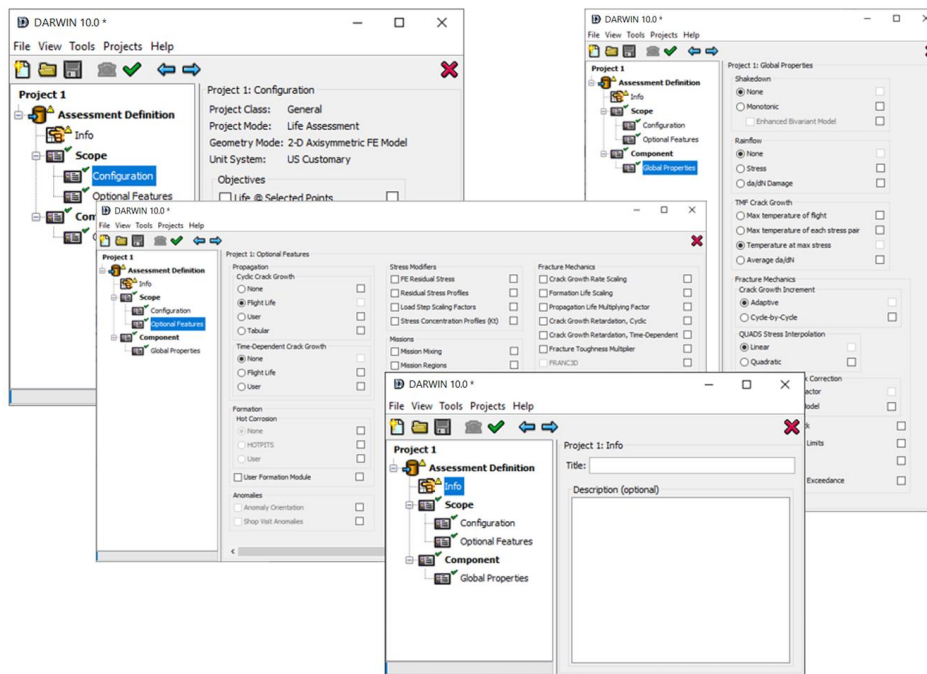 DARWIN 10.0 *
File View Tools Projects Help
Project 1
Assessment Definition
Info
Scope
Configuration
Optional Features
Project 1: Configuration
Project Class: General
Project Mode: Life Assessment
Geometry Mode: 2-D Axisymmetric FE Model
Unit System: US Customary
Objectives
Life @ Selected Points
DARWIN 10.0 *
File View Tools Projects Help
Project 1
Assessment Definition
Info
Scope
Configuration
Optional Features
Component
Global Properties
Project 1: Global Properties
Shakedown
None
Monotonic
Enhanced Bivariant Model
Rainflow
None
Stress
da/dN Damage
TMF Crack Growth
Max temperature of flight
Max temperature of each stress pair
Temperature at max stress
Average da/dN
Fracture Mechanics
Crack Growth Increment
Adaptive
Cycle-by-Cycle
QUADS Stress Interpolation
Linear
Quadratic
Correction
Limits
Exceedance
DARWIN 10.0 *
File View Tools Projects Help
Project 1
Assessment Definition
Info
Scope
Configuration
Optional Features
Component
Global Properties
Project 1: Optional Features
Propagation
Cyclic Crack Growth
None
Flight Life
User
Tabular
Time-Dependent Crack Growth
None
Flight Life
User
Formation
Hot Corrosion
None
HOTPITS
User
User Formation Module
Anomalies
Anomaly Orientation
Shop Visit Anomalies
Stress Modifiers
FE Residual Stress
Residual Stress Profiles
Load Step Scaling Factors
Stress Concentration Profiles (Kt)
Missions
Mission Mixing
Mission Regions
Fracture Mechanics
Crack Growth Rate Scaling
Formation Life Scaling
Propagation Life Multiplying Factor
Crack Growth Retardation, Cyclic
Crack Growth Retardation, Time-Dependent
Fracture Toughness Multiplier
FRANC3D
DARWIN 10.0 *
File View Tools Projects Help
Project 1
Assessment Definition
Info
Scope
Configuration
Optional Features
Component
Global Properties
Project 1: Info
Title:
Description (optional)